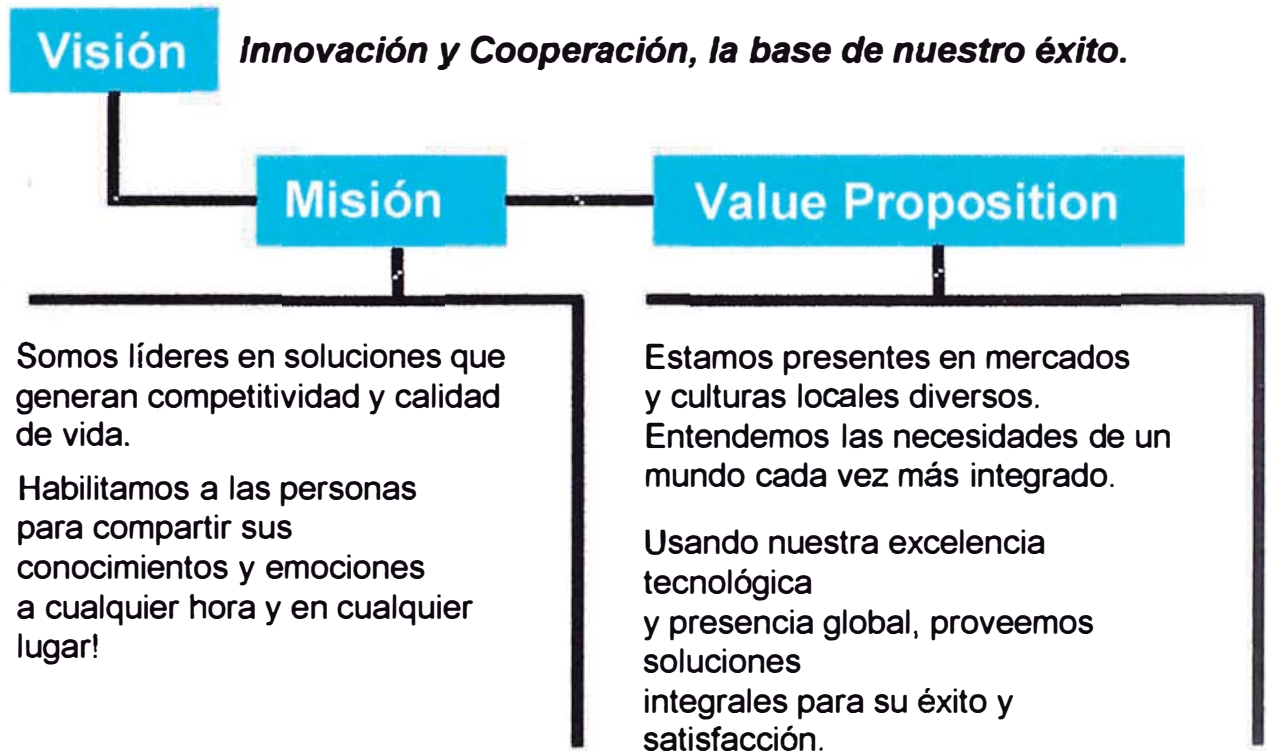 Visión
Innovación y Cooperación, la base de nuestro éxito.
Misión
Value Proposition
Somos líderes en soluciones que
generan competitividad y calidad
de vida.
Habilitamos a las personas
para compartir sus
conocimientos y emociones
a cualquier hora y en cualquier
lugar!
Estamos presentes en mercados
y culturas locales diversos.
Entendemos las necesidades de un
mundo cada vez más integrado.
Usando nuestra excelencia
tecnológica
y presencia global, proveemos
soluciones
integrales para su éxito y
satisfacción.